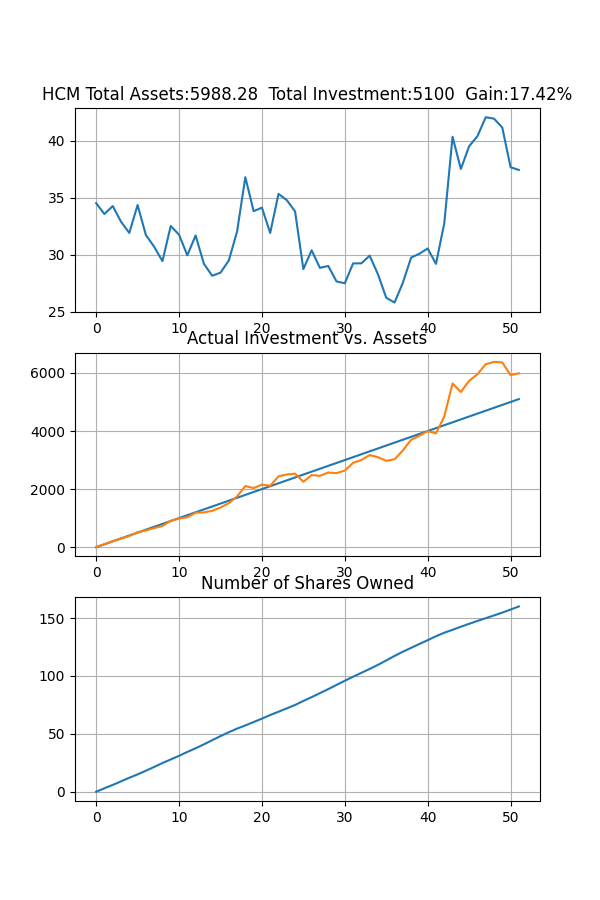 HCM Total Assets:5988.28  Total Investment:5100  Gain:17.42%
40
35
30
25
0 10 20 30 40 50
Actual Investment vs. Assets
6000
4000
2000
0
0 10 20 30 40 50
Number of Shares Owned
150
100
50
0
0 10 20 30 40 50